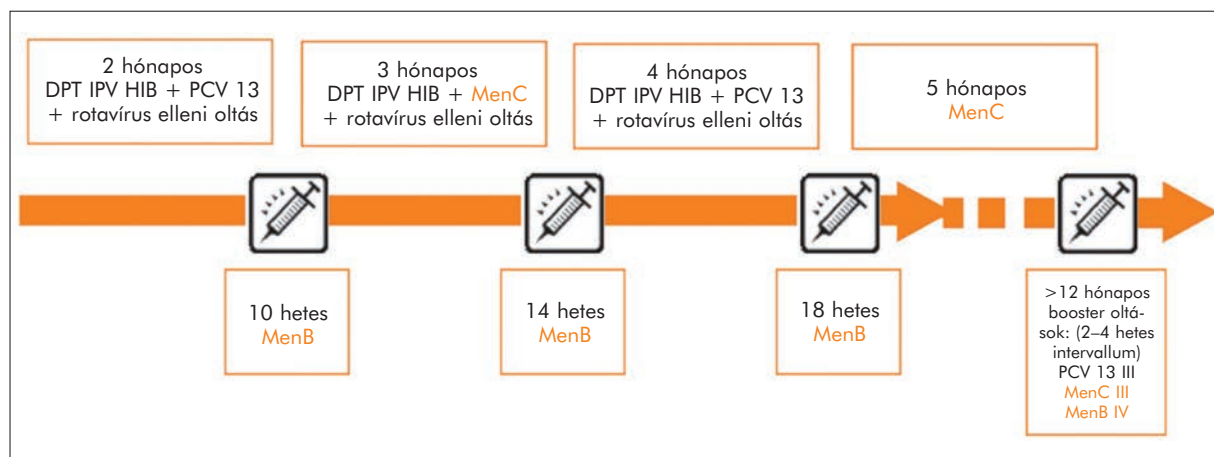 2 hónapos
DPT IPV HIB + PCV 13
+ rotavírus elleni oltás
3 hónapos
DPT IPV HIB + MenC
+ rotavírus elleni oltás
4 hónapos
DPT IPV HIB + PCV 13
+ rotavírus elleni oltás
5 hónapos
MenC
10 hetes
MenB
14 hetes
MenB
18 hetes
MenB
>12 hónapos
booster oltá-
sok: (2–4 hetes
intervallum)
PCV 13 III
MenC III
MenB IV